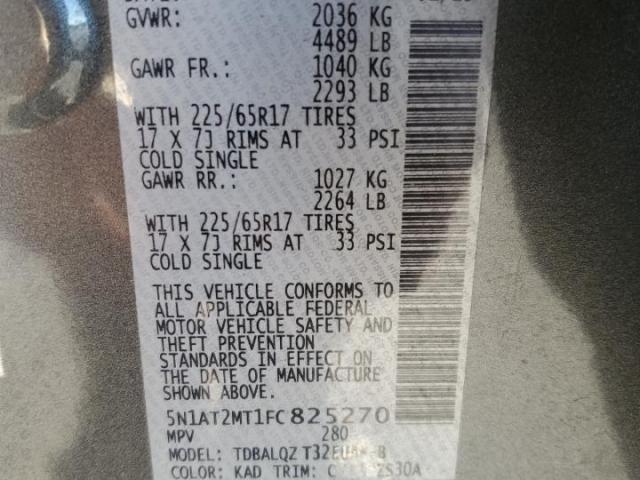 GVWR: 2036 KG
4489 LB
GAWR FR.: 1040 KG
2293 LB
WITH 225/65R17 TIRES
17 X 7J RIMS AT 33 PSI
COLD SINGLE
GAWR RR.: 1027 KG
2264 LB
WITH 225/65R17 TIRES
17 X 7J RIMS AT 33 PSI
COLD SINGLE
THIS VEHICLE CONFORMS TO
ALL APPLICABLE FEDERAL
MOTOR VEHICLE SAFETY AND
THEFT PREVENTION
STANDARDS IN EFFECT ON
THE DATE OF MANUFACTURE
SHOWN ABOVE.
5N1AT2MT1FC825270
MPV 280
MODEL: TDBALQZ
COLOR: KAD TRIM: